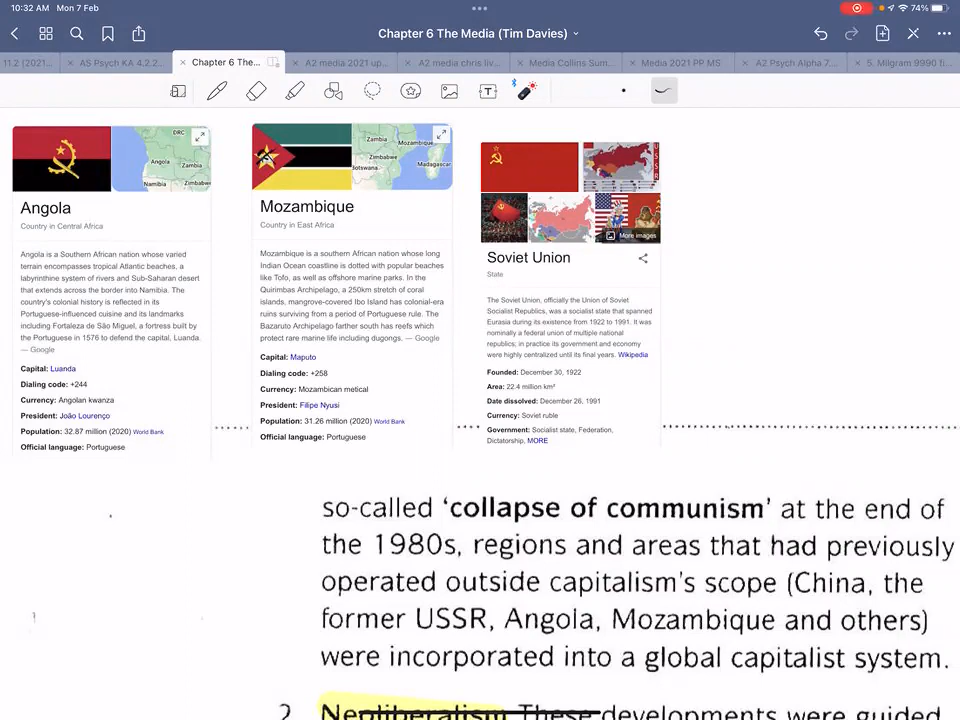 10:32 AM Mon 7 Feb
74%
Chapter 6 The Media (Tim Davies)
11.2 (2021...
AS Psych KA 4.2.2...
Chapter 6 The...
A2 media 2021 up...
A2 media chris liv...
Media Collins Sum...
Media 2021 PP MS
A2 Psych Alpha 7...
5. Milgram 9990 fi...
DRC
Angola
Zambia
Namibia
Zimbabwe
Angola
Country in Central Africa
Angola is a Southern African nation whose varied
terrain encompasses tropical Atlantic beaches, a
labyrinthine system of rivers and Sub-Saharan desert
that extends across the border into Namibia. The
country's colonial history is reflected in its
Portuguese-influenced cuisine and its landmarks
including Fortaleza de São Miguel, a fortress built by
the Portuguese in 1576 to defend the capital, Luanda.
— Google
Capital: Luanda
Dialing code: +244
Currency: Angolan kwanza
President: João Lourenço
Population: 32.87 million (2020) World Bank
Official language: Portuguese
Zambia
Mozambique
Zimbabwe
Botswana
Madagascar
Mozambique
Country in East Africa
Mozambique is a southern African nation whose long
Indian Ocean coastline is dotted with popular beaches
like Tofo, as well as offshore marine parks. In the
Quirimbas Archipelago, a 250km stretch of coral
islands, mangrove-covered Ibo Island has colonial-era
ruins surviving from a period of Portuguese rule. The
Bazaruto Archipelago farther south has reefs which
protect rare marine life including dugongs. — Google
Capital: Maputo
Dialing code: +258
Currency: Mozambican metical
President: Filipe Nyusi
Population: 31.26 million (2020) World Bank
Official language: Portuguese
USSR
More images
Soviet Union
State
The Soviet Union, officially the Union of Soviet
Socialist Republics, was a socialist state that spanned
Eurasia during its existence from 1922 to 1991. It was
nominally a federal union of multiple national
republics; in practice its government and economy
were highly centralized until its final years. Wikipedia
Founded: December 30, 1922
Area: 22.4 million km²
Date dissolved: December 26, 1991
Currency: Soviet ruble
Government: Socialist state, Federation,
Dictatorship, MORE
so-called 'collapse of communism' at the end of
the 1980s, regions and areas that had previously
operated outside capitalism's scope (China, the
former USSR, Angola, Mozambique and others)
were incorporated into a global capitalist system.
2 Neoliberalism These developments were guided